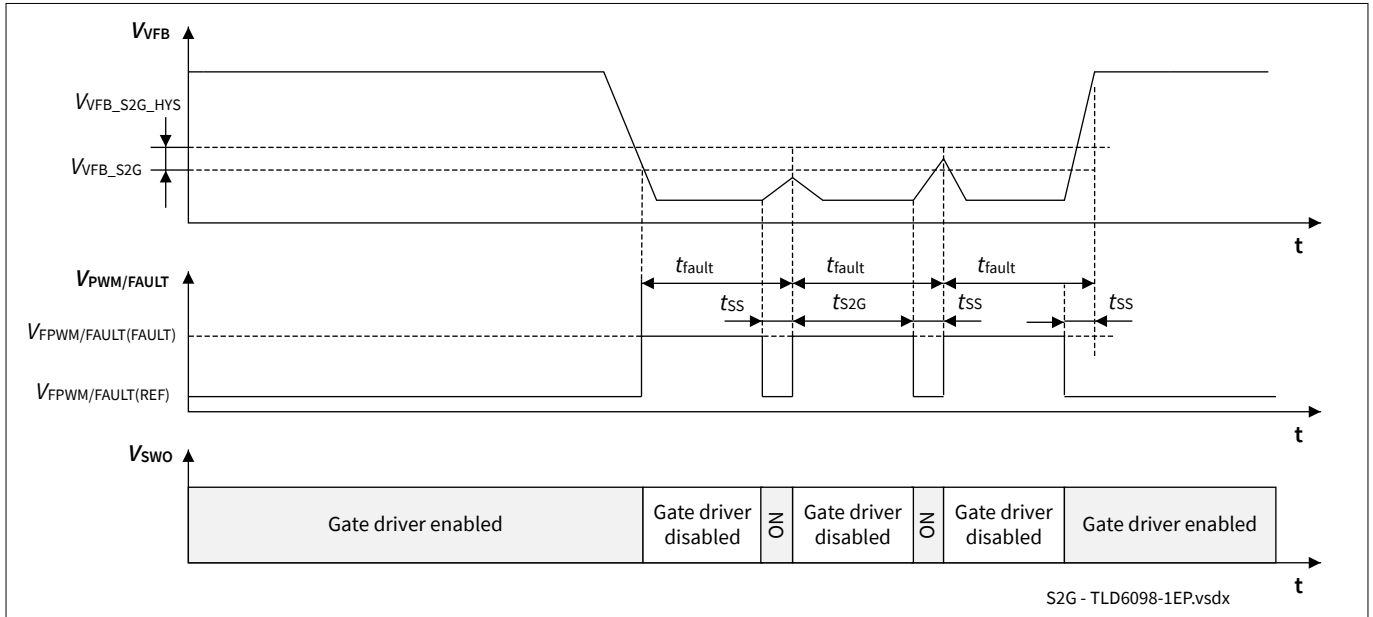 VVFB
VVFB_S2G_HYS
VVFB_S2G
t
VPWM/FAULT
tfault tfault tfault
tSS tS2G tSS tSS
VFPWM/FAULT(FAULT)
VFPWM/FAULT(REF)
t
VSWO
Gate driver enabled
Gate driver
disabled
ON
Gate driver
disabled
ON
Gate driver
disabled
Gate driver enabled
t
S2G - TLD6098-1EP.vsdx